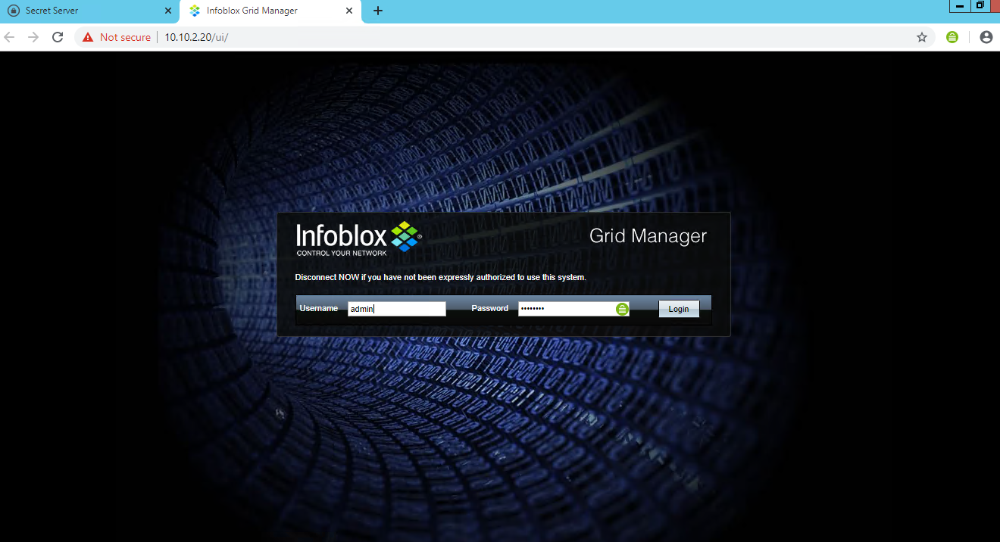 Secret Server
Infoblox Grid Manager
Not secure
10.10.2.20/ui/
Infoblox ®
CONTROL YOUR NETWORK
Grid Manager
Disconnect NOW if you have not been expressly authorized to use this system.
Username admin Password •••••••• Login